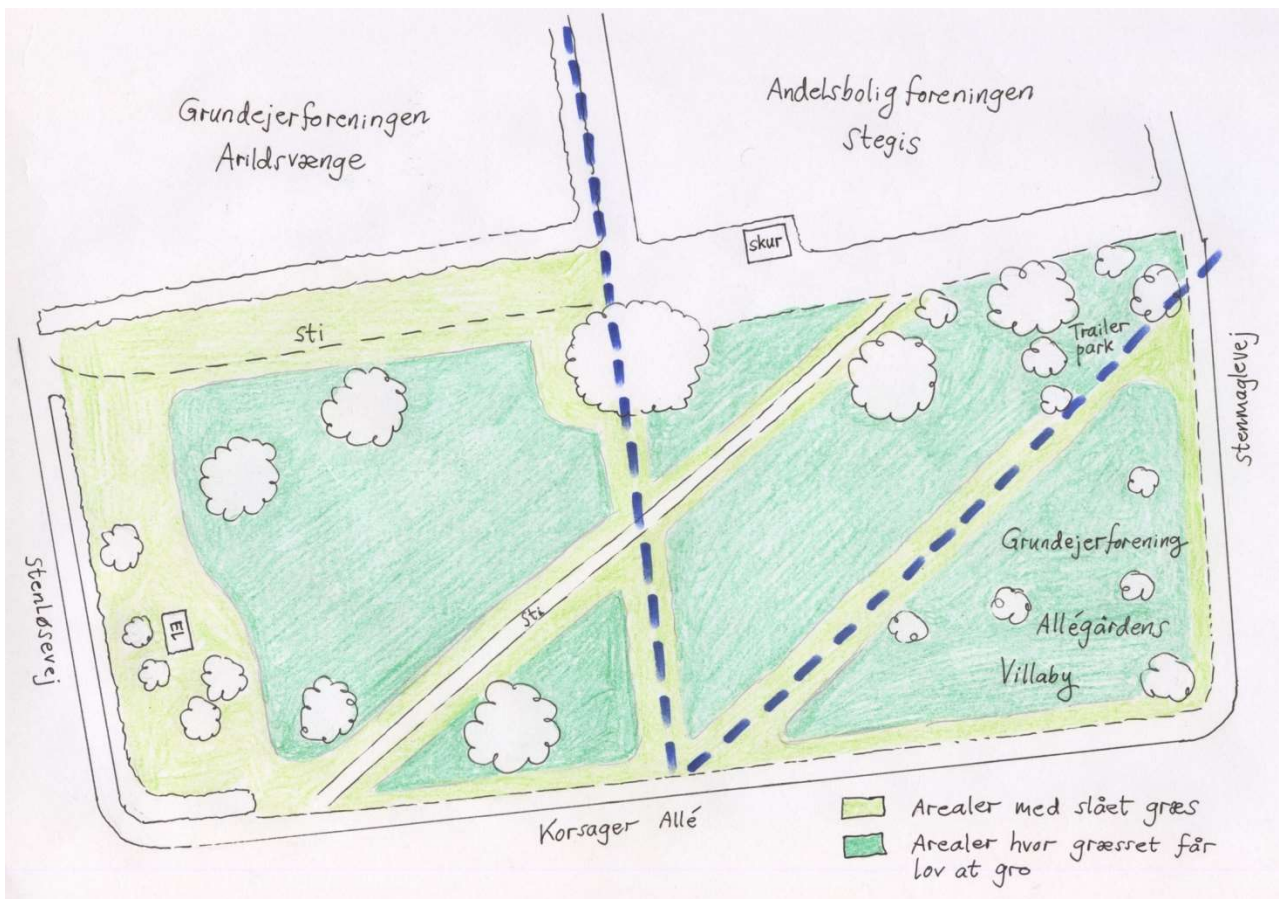 Grundejerforeningen
Arildsvænge
Andelsbolig foreningen
Stegis
skur
sti
Trailer
park
Stenmaglevej
Grundejerforening
Allégårdens
Villaby
Stenløsevej
EL
sti
Korsager Allé
Arealer med slået græs
Arealer hvor græsset får
lov at gro